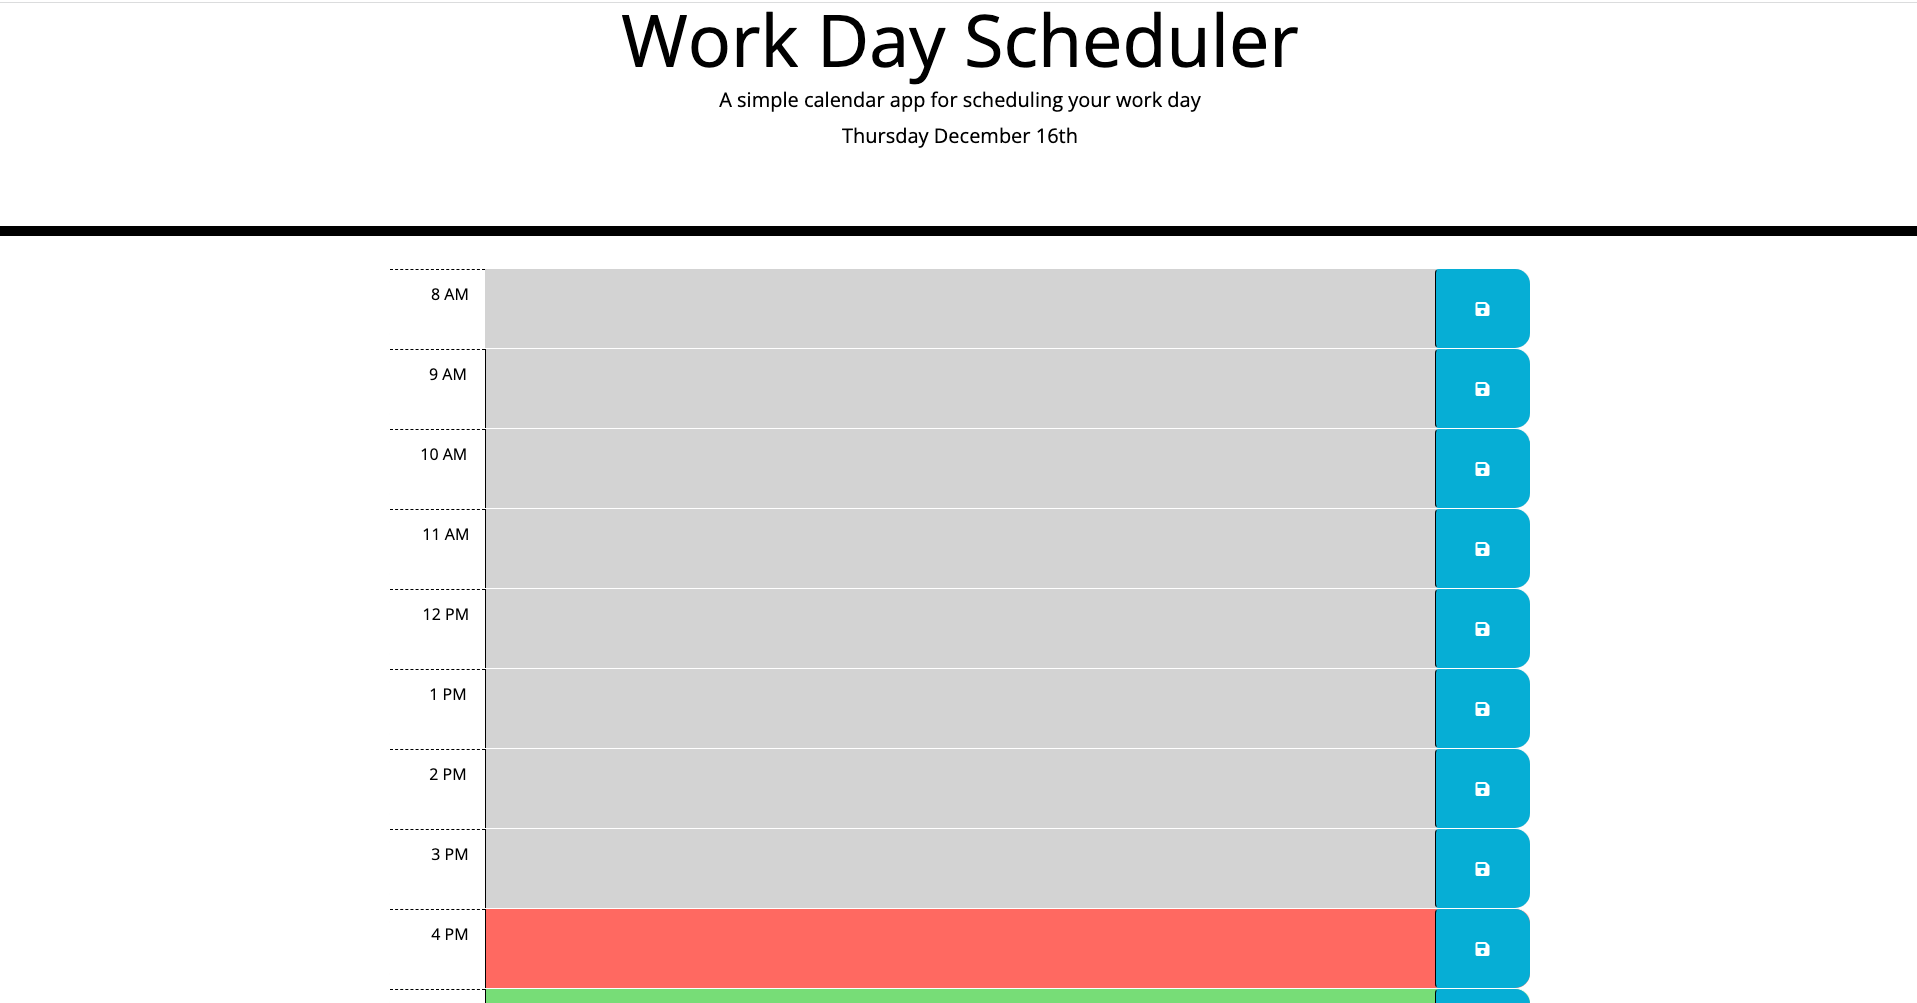 Work Day Scheduler
A simple calendar app for scheduling your work day
Thursday December 16th
8 AM
9 AM
10 AM
11 AM
12 PM
1 PM
2 PM
3 PM
4 PM